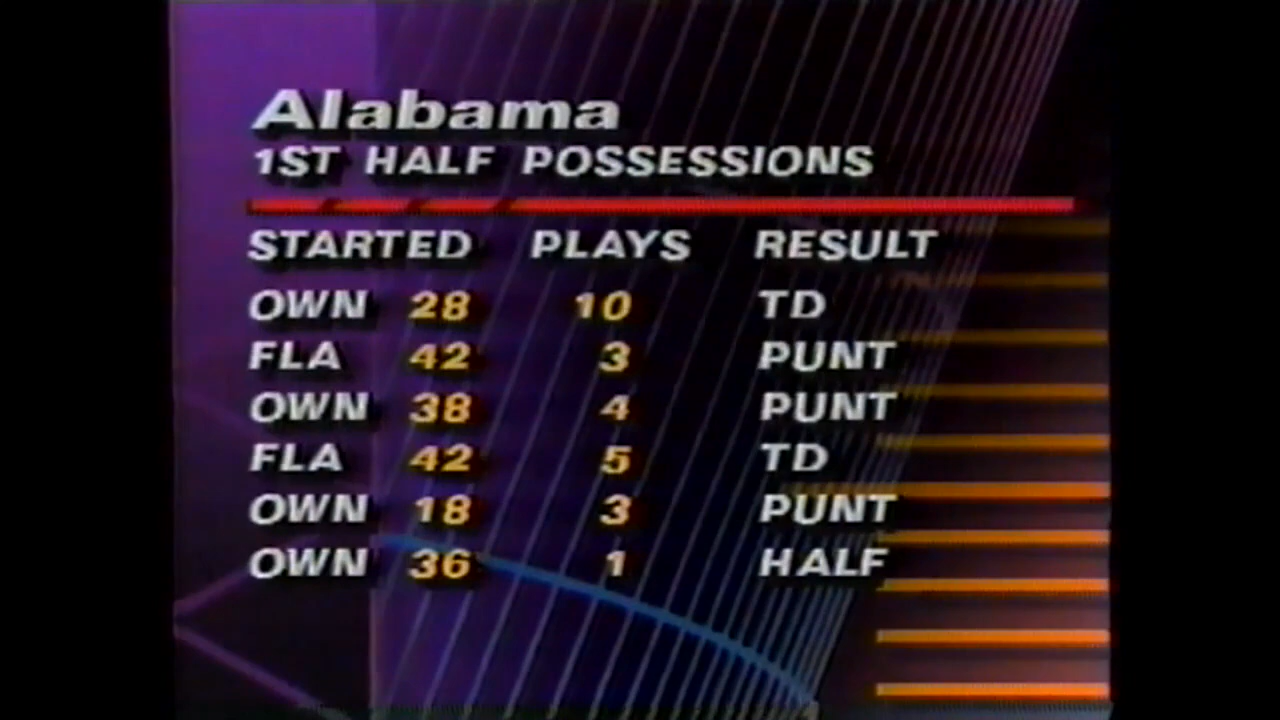 Alabama
1ST HALF POSSESSIONS
STARTED PLAYS RESULT
OWN 28 10 TD
FLA 42 3 PUNT
OWN 38 4 PUNT
FLA 42 5 TD
OWN 18 3 PUNT
OWN 36 1 HALF